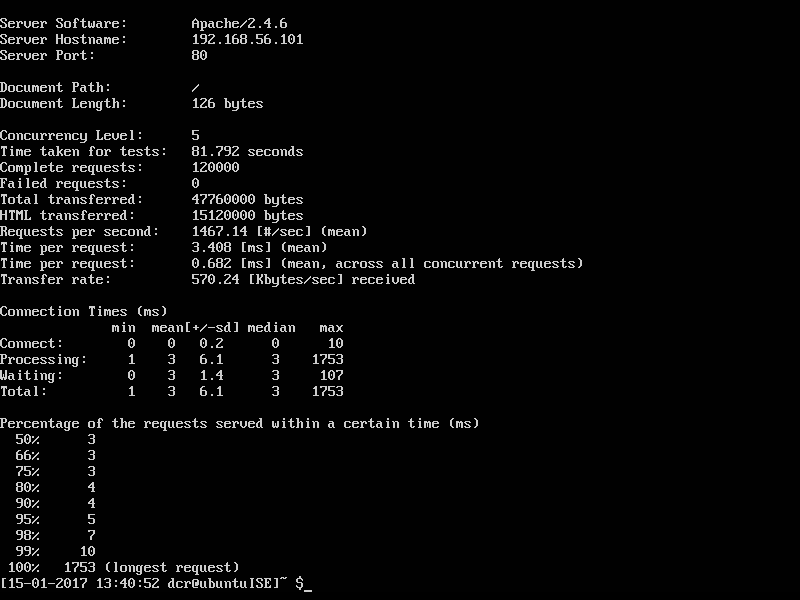 Server Software:        Apache/2.4.6
Server Hostname:        192.168.56.101
Server Port:            80

Document Path:          /
Document Length:        126 bytes

Concurrency Level:      5
Time taken for tests:   81.792 seconds
Complete requests:      120000
Failed requests:        0
Total transferred:      47760000 bytes
HTML transferred:       15120000 bytes
Requests per second:    1467.14 [#/sec] (mean)
Time per request:       3.408 [ms] (mean)
Time per request:       0.682 [ms] (mean, across all concurrent requests)
Transfer rate:          570.24 [Kbytes/sec] received

Connection Times (ms)
              min  mean[+/-sd] median   max
Connect:        0    0   0.2      0      10
Processing:     1    3   6.1      3    1753
Waiting:        0    3   1.4      3     107
Total:          1    3   6.1      3    1753

Percentage of the requests served within a certain time (ms)
  50%      3
  66%      3
  75%      3
  80%      4
  90%      4
  95%      5
  98%      7
  99%     10
 100%   1753 (longest request)
[15-01-2017 13:40:52 dcr@ubuntuISE]~ $_